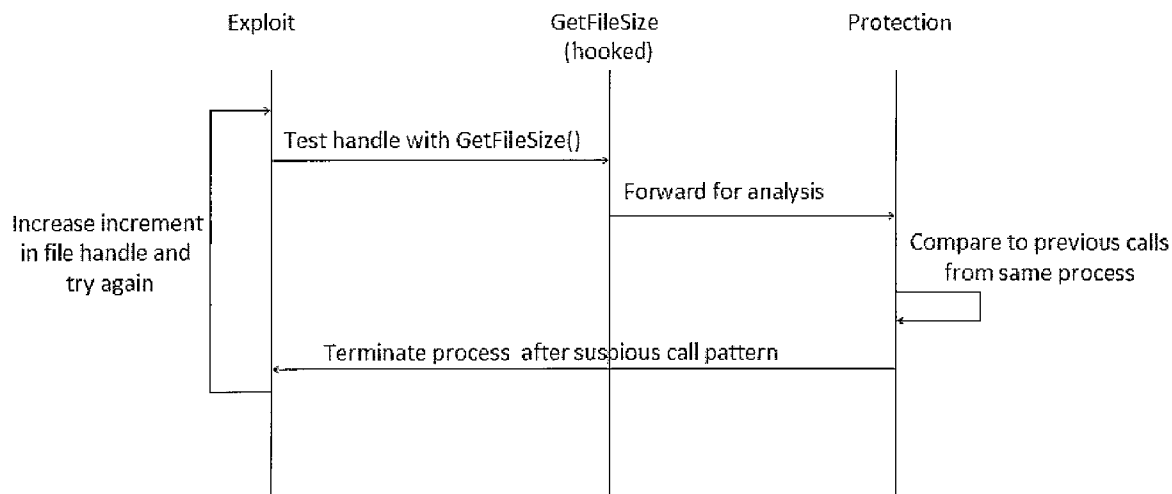 Exploit
GetFileSize
(hooked)
Protection
Test handle with GetFileSize()
Forward for analysis
Increase increment
in file handle and
try again
Compare to previous calls
from same process
Terminate process after suspious call pattern